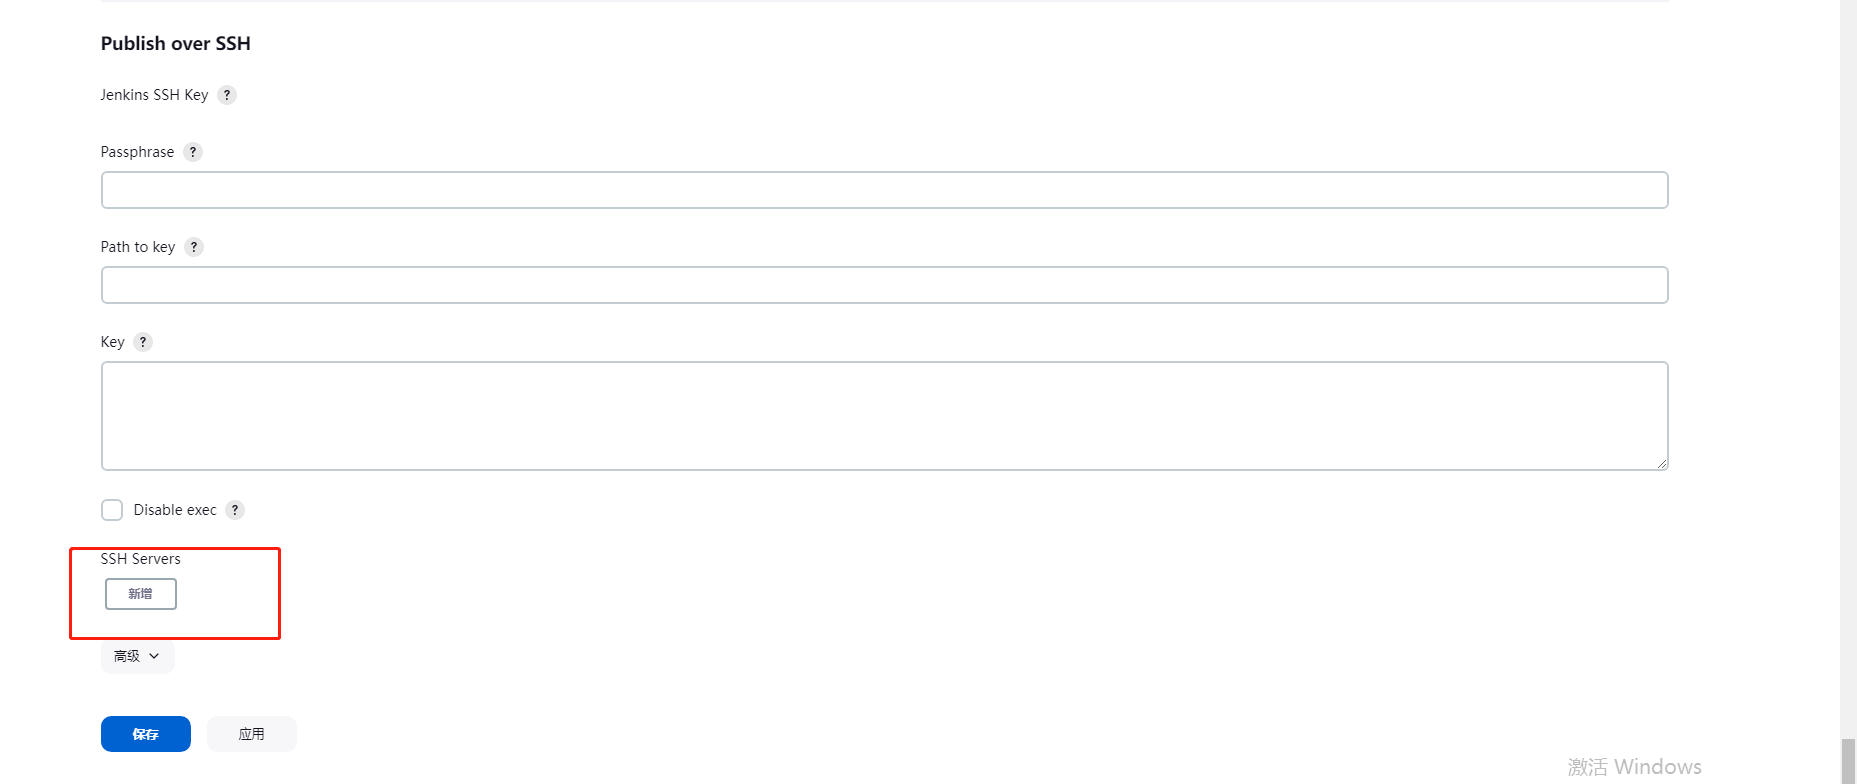 Publish over SSH
Jenkins SSH Key ?
Passphrase ?
Path to key ?
Key ?
Disable exec ?
SSH Servers
新增
高级
保存 应用
激活 Windows